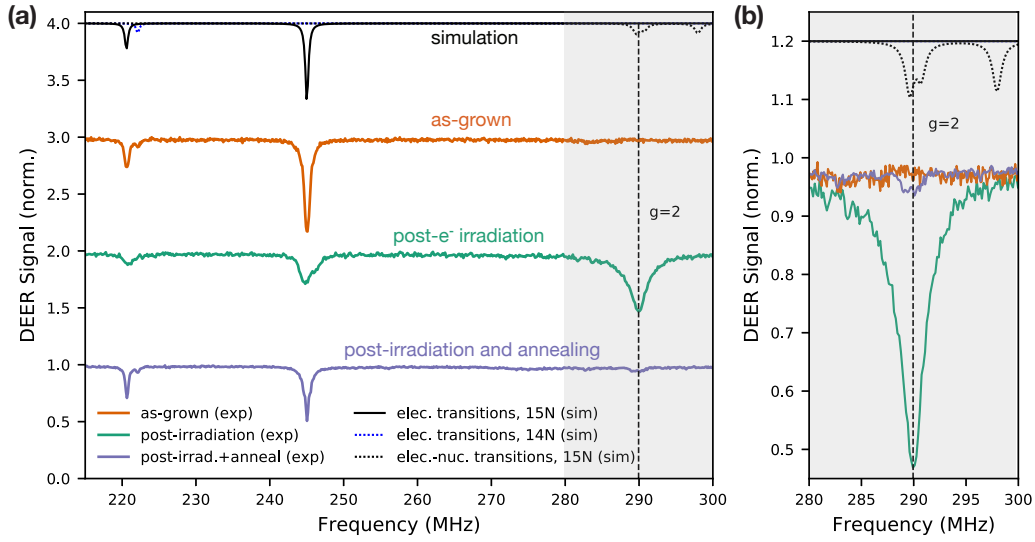 (a)
DEER Signal (norm.)
4.0
3.5
3.0
2.5
2.0
1.5
1.0
0.5
0.0
simulation
as-grown
g=2
post-e⁻ irradiation
post-irradiation and annealing
as-grown (exp)
post-irradiation (exp)
post-irrad.+anneal (exp)
elec. transitions, 15N (sim)
elec. transitions, 14N (sim)
elec.-nuc. transitions, 15N (sim)
220 230 240 250 260 270 280 290 300
Frequency (MHz)
(b)
DEER Signal (norm.)
1.2
1.1
1.0
0.9
0.8
0.7
0.6
0.5
g=2
280 285 290 295 300
Frequency (MHz)